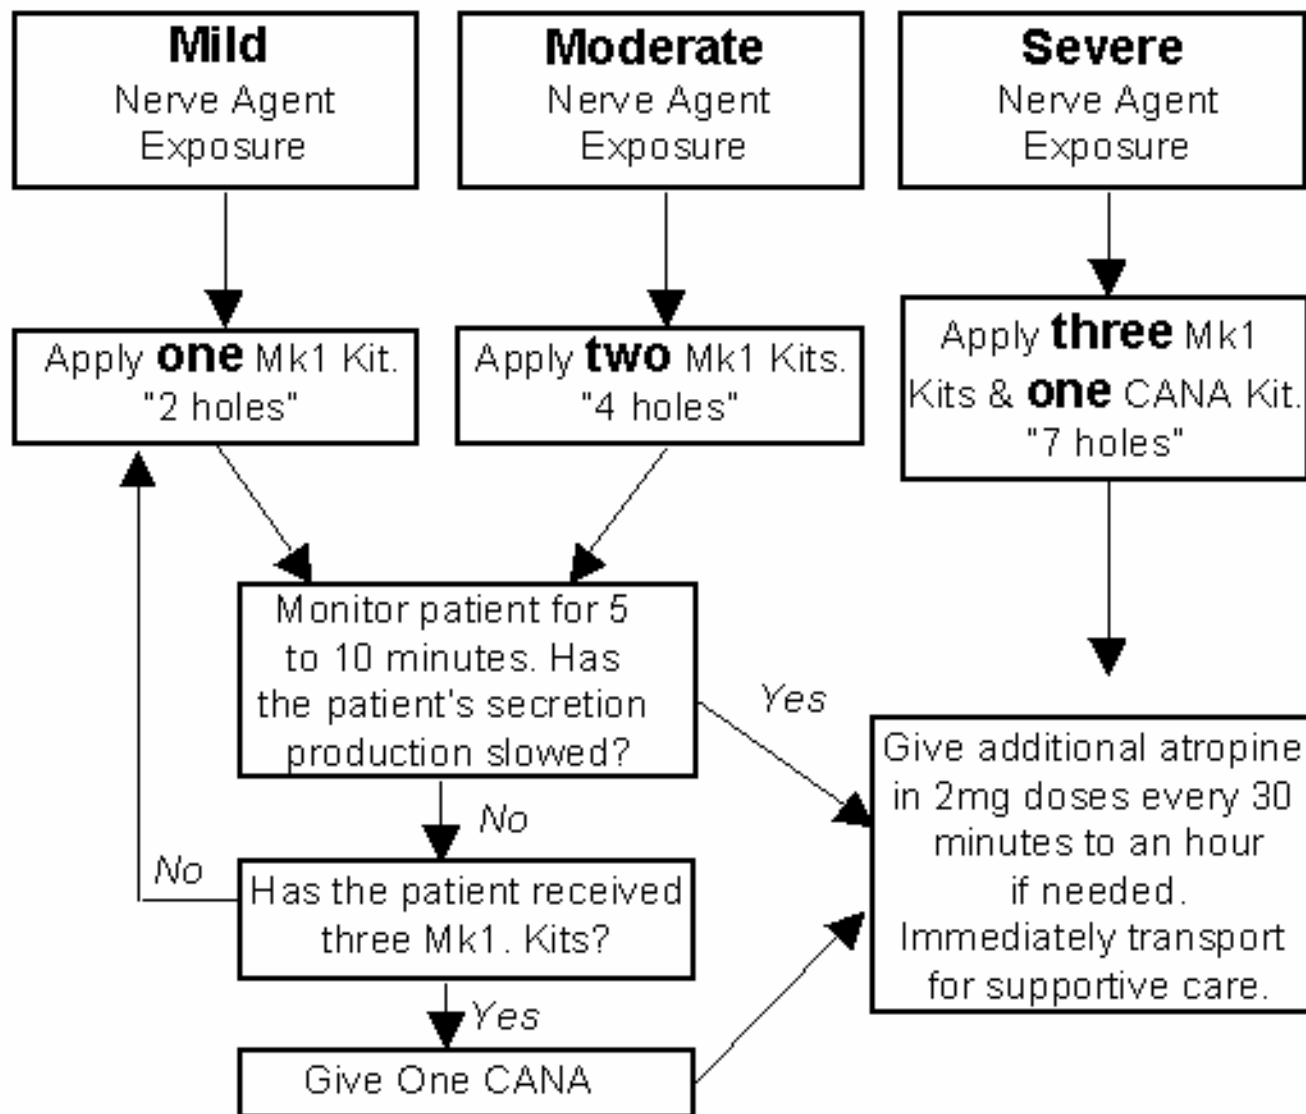 Mild
Nerve Agent
Exposure
Moderate
Nerve Agent
Exposure
Severe
Nerve Agent
Exposure
Apply one Mk1 Kit.
"2 holes"
Apply two Mk1 Kits.
"4 holes"
Apply three Mk1
Kits & one CANA Kit.
"7 holes"
Monitor patient for 5
to 10 minutes. Has
the patient's secretion
production slowed?
Yes
No
Give additional atropine
in 2mg doses every 30
minutes to an hour
if needed.
Immediately transport
for supportive care.
No
Has the patient received
three Mk1. Kits?
Yes
Give One CANA